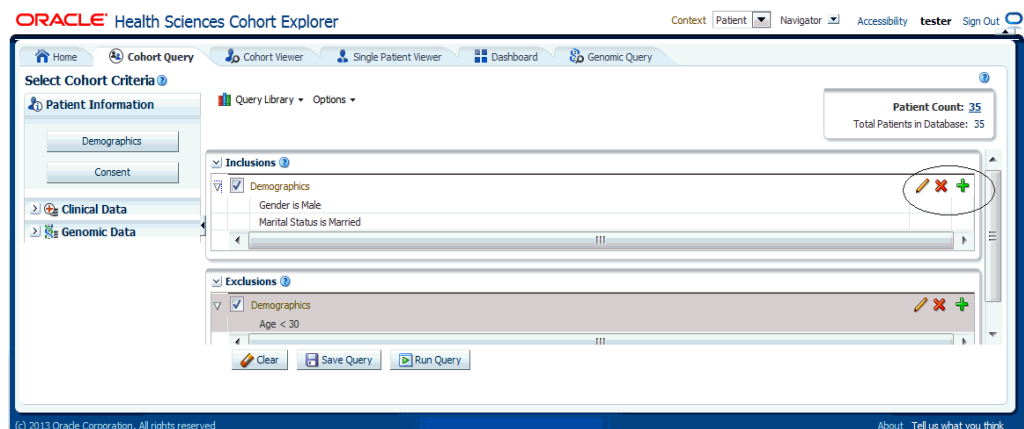 ORACLE Health Sciences Cohort Explorer
Context Patient Navigator Accessibility tester Sign Out
Home Cohort Query Cohort Viewer Single Patient Viewer Dashboard Genomic Query
Select Cohort Criteria
Patient Information
Demographics
Consent
Clinical Data
Genomic Data
Query Library Options
Patient Count: 35
Total Patients in Database: 35
Inclusions
Demographics
Gender is Male
Marital Status is Married
Exclusions
Demographics
Age < 30
Clear Save Query Run Query
(c) 2013 Oracle Corporation. All rights reserved
About Tell us what you think